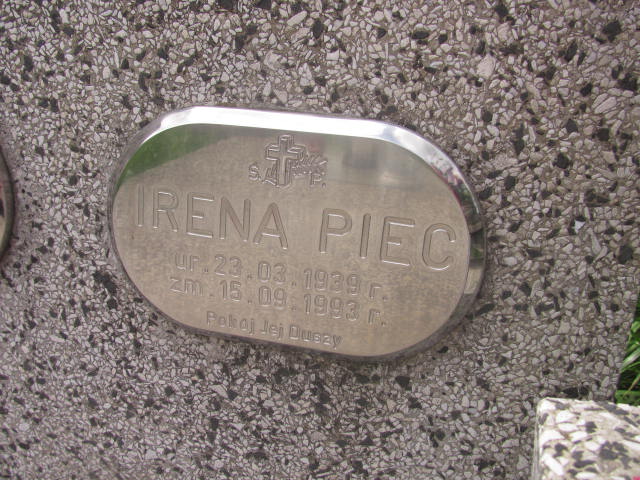 Ś. P.
IRENA PIEC
ur. 23.03.1939 r.
zm. 15.09.1993 r.
Pokój Jej Duszy